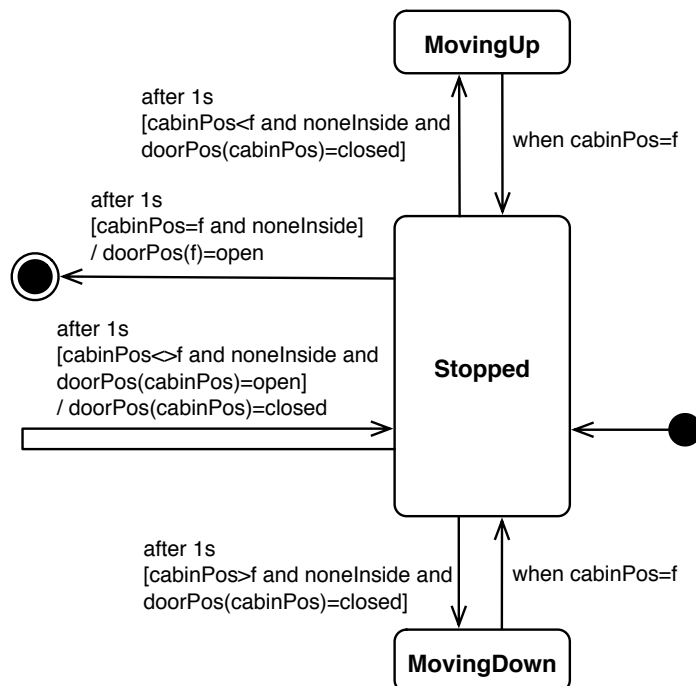 MovingUp
after 1s
[cabinPos<f and noneInside and
doorPos(cabinPos)=closed]
when cabinPos=f
after 1s
[cabinPos=f and noneInside]
/ doorPos(f)=open
after 1s
[cabinPos<>f and noneInside and
doorPos(cabinPos)=open]
/ doorPos(cabinPos)=closed
Stopped
after 1s
[cabinPos>f and noneInside and
doorPos(cabinPos)=closed]
when cabinPos=f
MovingDown